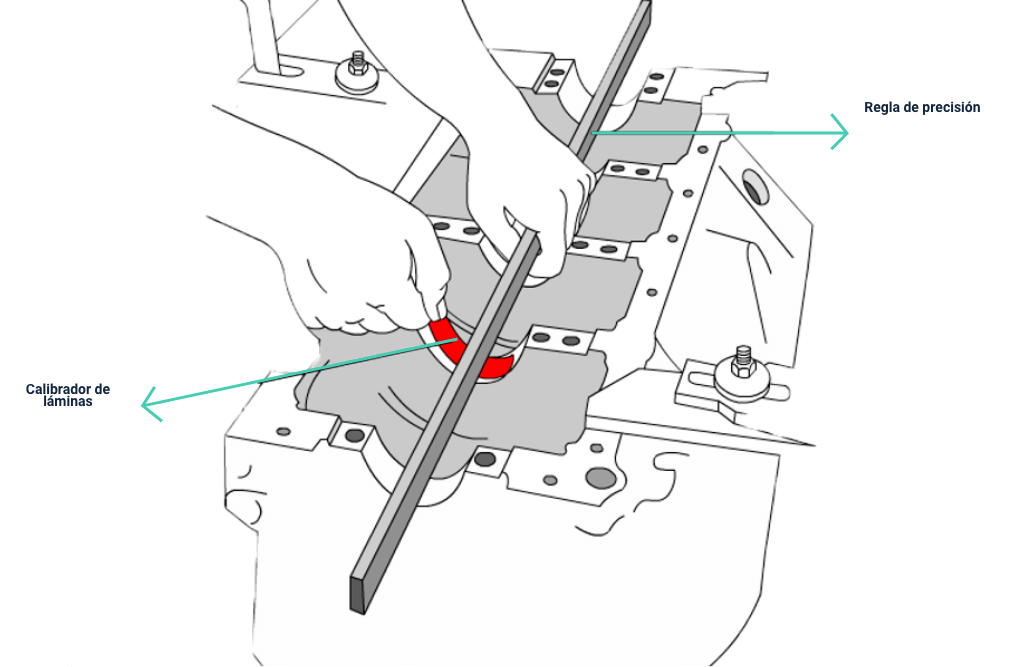 Regla de precisión
Calibrador de
láminas